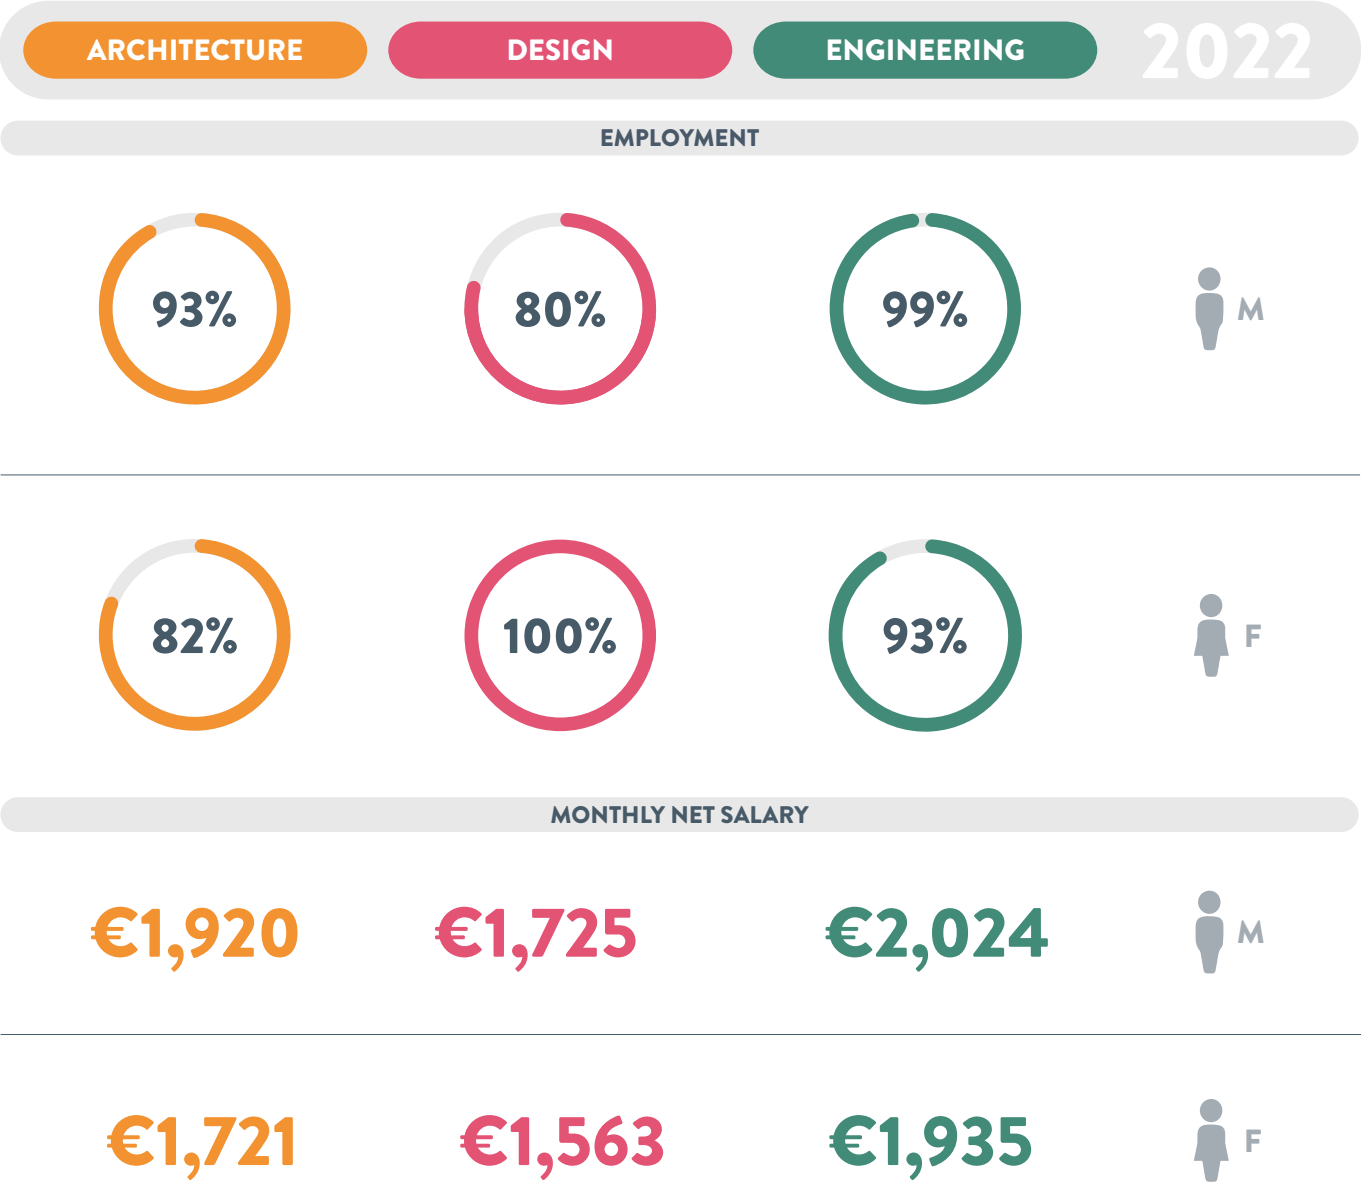 ARCHITECTURE DESIGN ENGINEERING 2022
EMPLOYMENT
93% 80% 99% M
82% 100% 93% F
MONTHLY NET SALARY
€1,920 €1,725 €2,024 M
€1,721 €1,563 €1,935 F